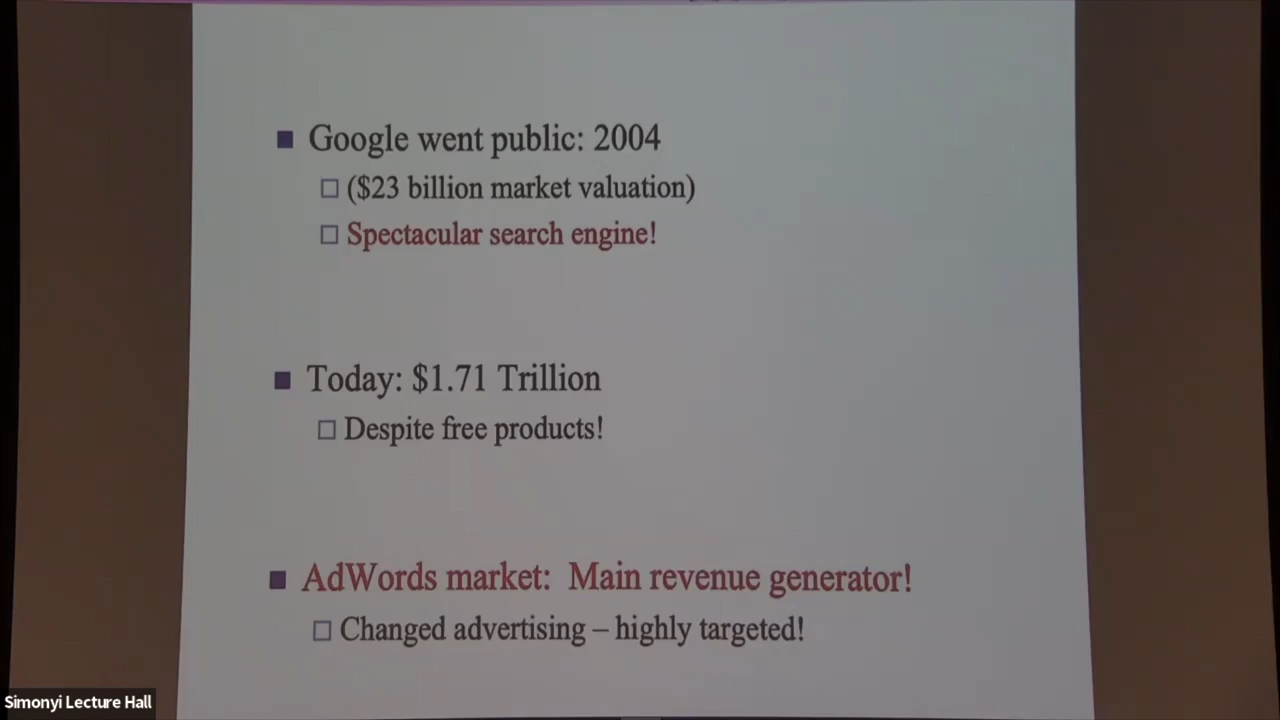 Google went public: 2004
($23 billion market valuation)
Spectacular search engine!
Today: $1.71 Trillion
Despite free products!
AdWords market: Main revenue generator!
Changed advertising – highly targeted!
Simonyi Lecture Hall